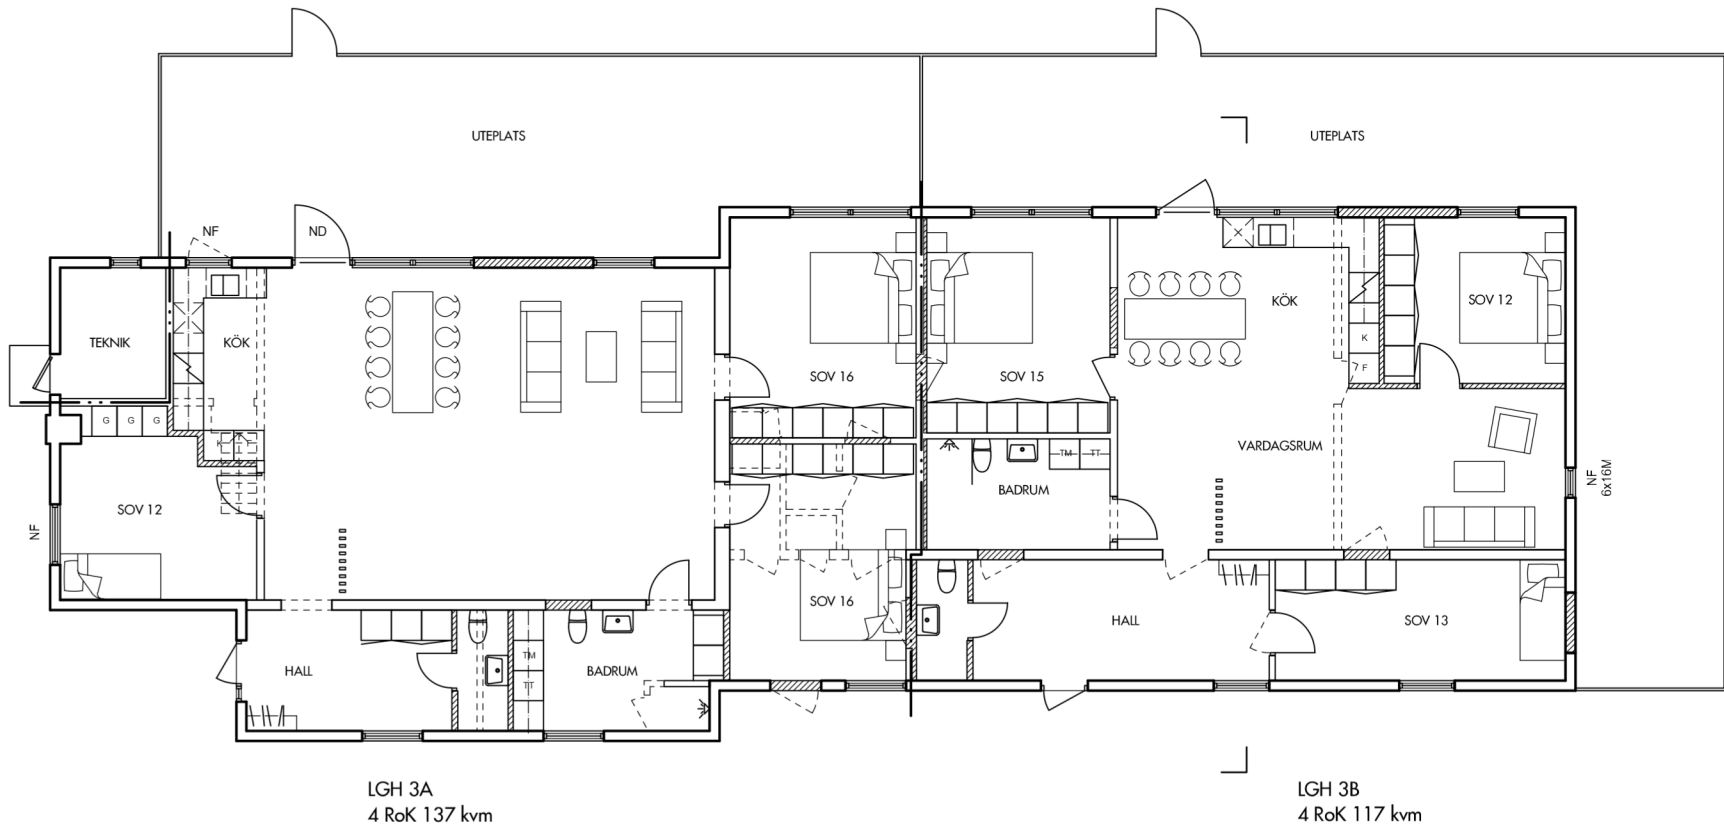 UTEPLATS
UTEPLATS
NF
ND
TEKNIK
KÖK
SOV 16
SOV 15
KÖK
SOV 12
K
F
G G G
K
SOV 12
NF
VARDAGSRUM
TM TT
BADRUM
NF
6x16M
SOV 16
HALL
TM
TT
BADRUM
HALL
SOV 13
LGH 3A
4 RoK 137 kvm
LGH 3B
4 RoK 117 kvm